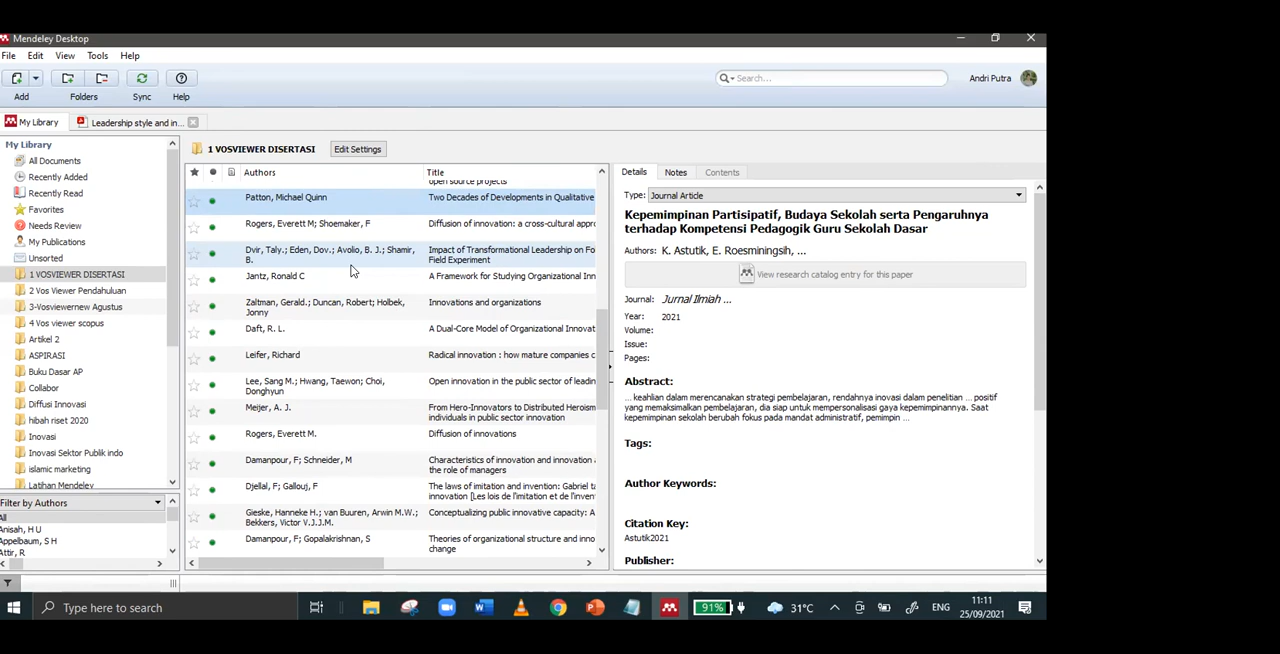 Mendeley Desktop
File Edit View Tools Help
Add Folders Sync Help
Search...
Andri Putra
My Library
Leadership style and in...
My Library
All Documents
Recently Added
Recently Read
Favorites
Needs Review
My Publications
Unsorted
1 VOSVIEWER DISERTASI
2 Vos Viewer Pendahuluan
3-Vosviewernew Agustus
4 Vos viewer scopus
Artikel 2
ASPIRASI
Buku Dasar AP
Collabor
Diffusi Innovasi
hibah riset 2020
Inovasi
Inovasi Sektor Publik indo
islamic marketing
Latihan Mendeley
Filter by Authors
All
Anisah, H U
Appelbaum, S H
Attir, R
1 VOSVIEWER DISERTASI
Edit Settings
Authors Title
open source projects
Patton, Michael Quinn Two Decades of Developments in Qualitative
Rogers, Everett M; Shoemaker, F Diffusion of innovation: a cross-cultural appro
Dvir, Taly.; Eden, Dov.; Avolio, B. J.; Shamir, Impact of Transformational Leadership on Fo
B. Field Experiment
Jantz, Ronald C A Framework for Studying Organizational Inn
Zaltman, Gerald.; Duncan, Robert; Holbek, Innovations and organizations
Jonny
Daft, R. L. A Dual-Core Model of Organizational Innovat
Leifer, Richard Radical innovation : how mature companies c
Lee, Sang M.; Hwang, Taewon; Choi, Open innovation in the public sector of leadin
Donghyun
Meijer, A. J. From Hero-Innovators to Distributed Heroism
individuals in public sector innovation
Rogers, Everett M. Diffusion of innovations
Damanpour, F; Schneider, M Characteristics of innovation and innovation
the role of managers
Djellal, F; Gallouj, F The laws of imitation and invention: Gabriel ta
innovation [Les lois de l'imitation et de l'inven
Gieske, Hanneke H.; van Buuren, Arwin M.W.; Conceptualizing public innovative capacity: A
Bekkers, Victor V.J.J.M.
Damanpour, F; Gopalakrishnan, S Theories of organizational structure and inno
change
Details Notes Contents
Type: Journal Article
Kepemimpinan Partisipatif, Budaya Sekolah serta Pengaruhnya
terhadap Kompetensi Pedagogik Guru Sekolah Dasar
Authors: K. Astutik, E. Roesminingsih, ...
View research catalog entry for this paper
Journal: Jurnal Ilmiah ...
Year: 2021
Volume:
Issue:
Pages:
Abstract:
... keahlian dalam merencanakan strategi pembelajaran, rendahnya inovasi dalam penelitian ... positif
yang memaksimalkan pembelajaran, dia siap untuk mempersonalisasi gaya kepemimpinannya. Saat
kepemimpinan sekolah berubah fokus pada mandat administratif, pemimpin ...
Tags:
Author Keywords:
Citation Key:
Astutik2021
Publisher:
Type here to search
91%
31°C
ENG
11:11
25/09/2021